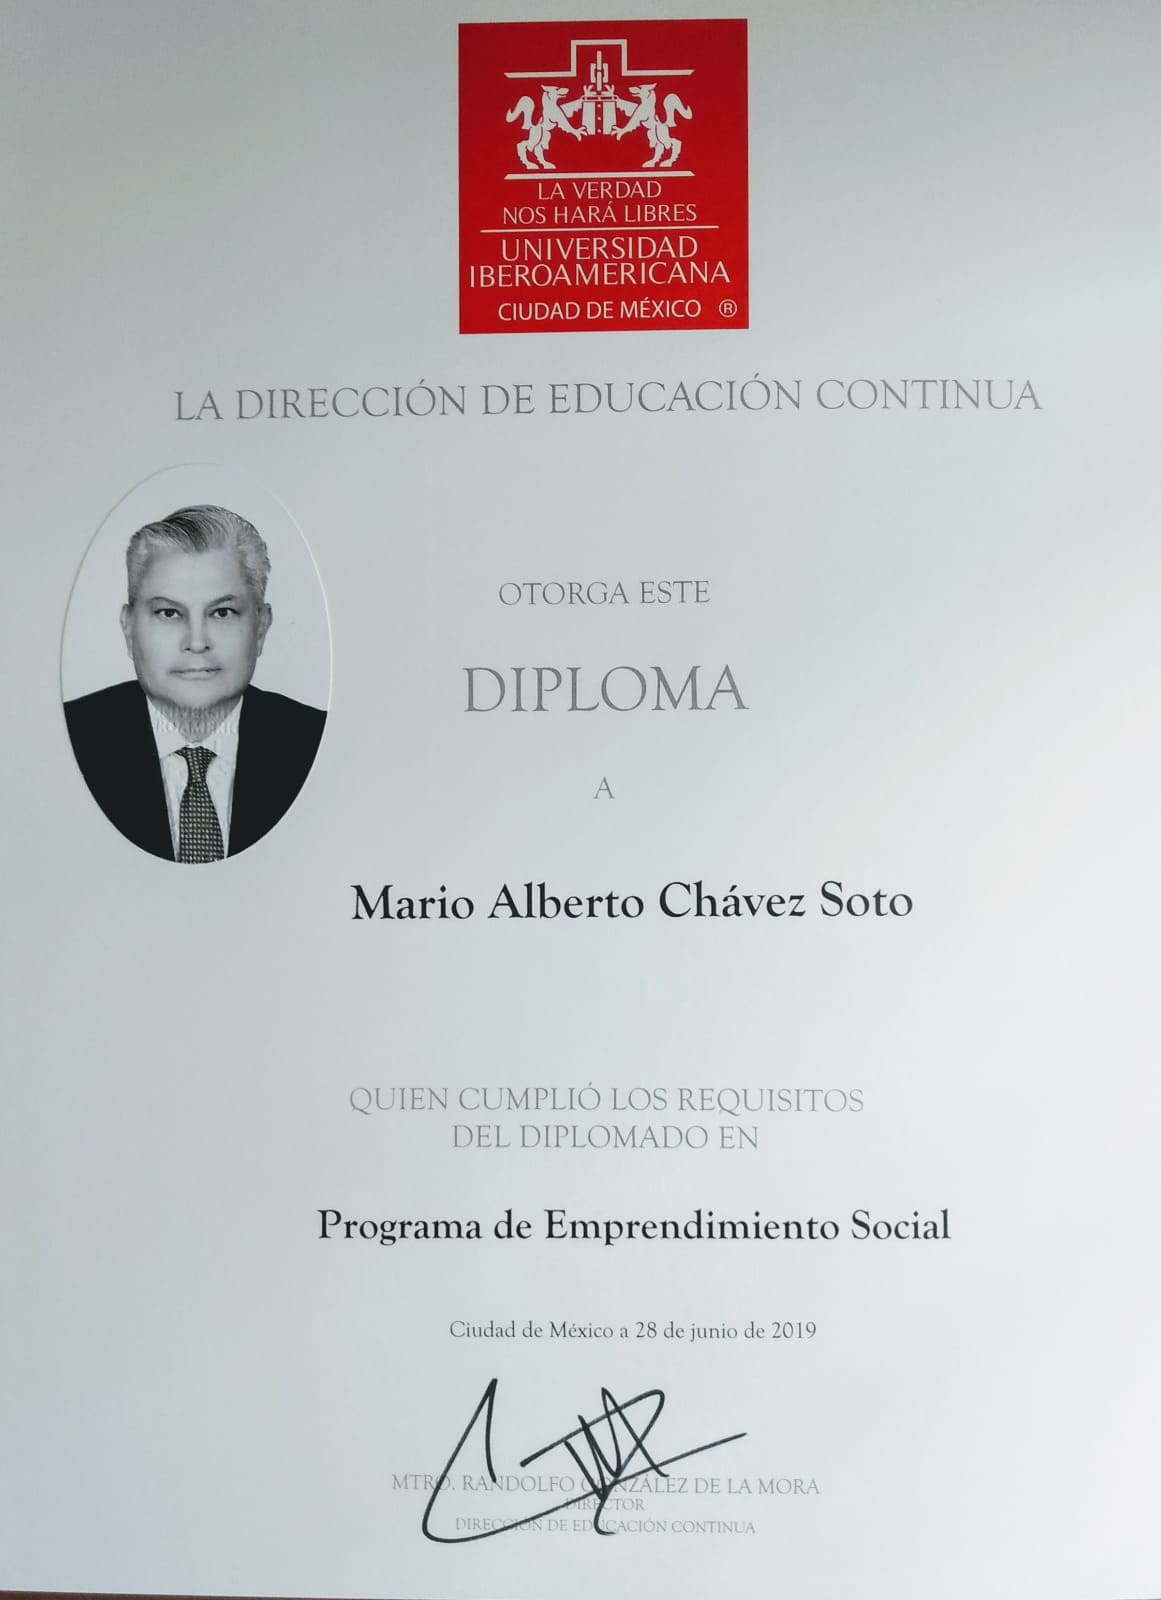 LA VERDAD
NOS HARÁ LIBRES
UNIVERSIDAD
IBEROAMERICANA
CIUDAD DE MÉXICO ®
LA DIRECCIÓN DE EDUCACIÓN CONTINUA
OTORGA ESTE
DIPLOMA
A
Mario Alberto Chávez Soto
QUIEN CUMPLIÓ LOS REQUISITOS
DEL DIPLOMADO EN
Programa de Emprendimiento Social
Ciudad de México a 28 de junio de 2019
MTRO. RANDOLFO GONZÁLEZ DE LA MORA
DIRECTOR
DIRECCIÓN DE EDUCACIÓN CONTINUA